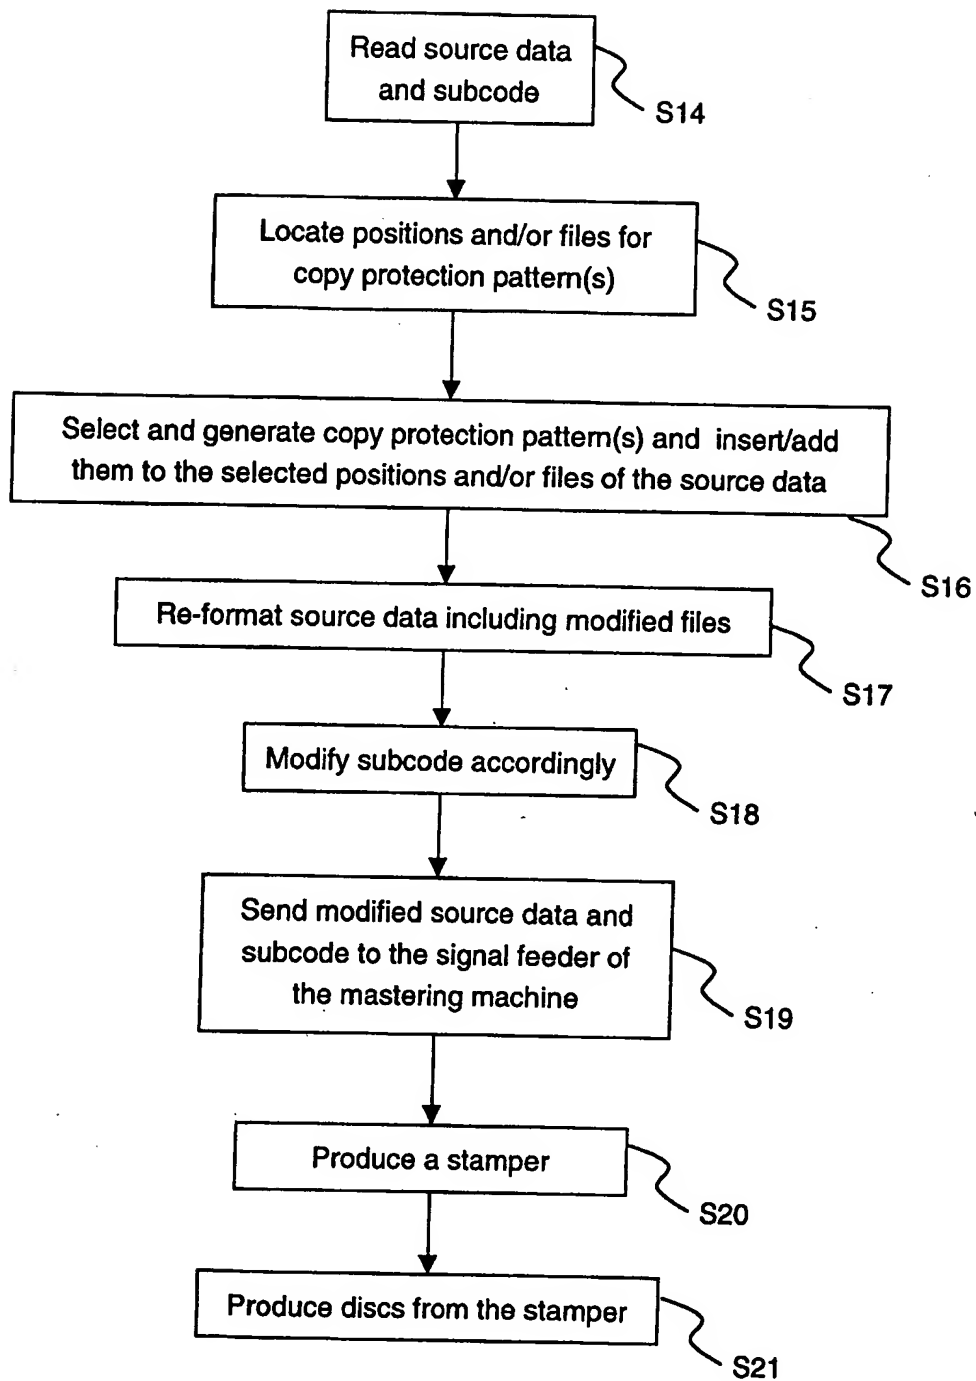 Read source data
and subcode
S14
Locate positions and/or files for
copy protection pattern(s)
S15
Select and generate copy protection pattern(s) and insert/add
them to the selected positions and/or files of the source data
S16
Re-format source data including modified files
S17
Modify subcode accordingly
S18
Send modified source data and
subcode to the signal feeder of
the mastering machine
S19
Produce a stamper
S20
Produce discs from the stamper
S21